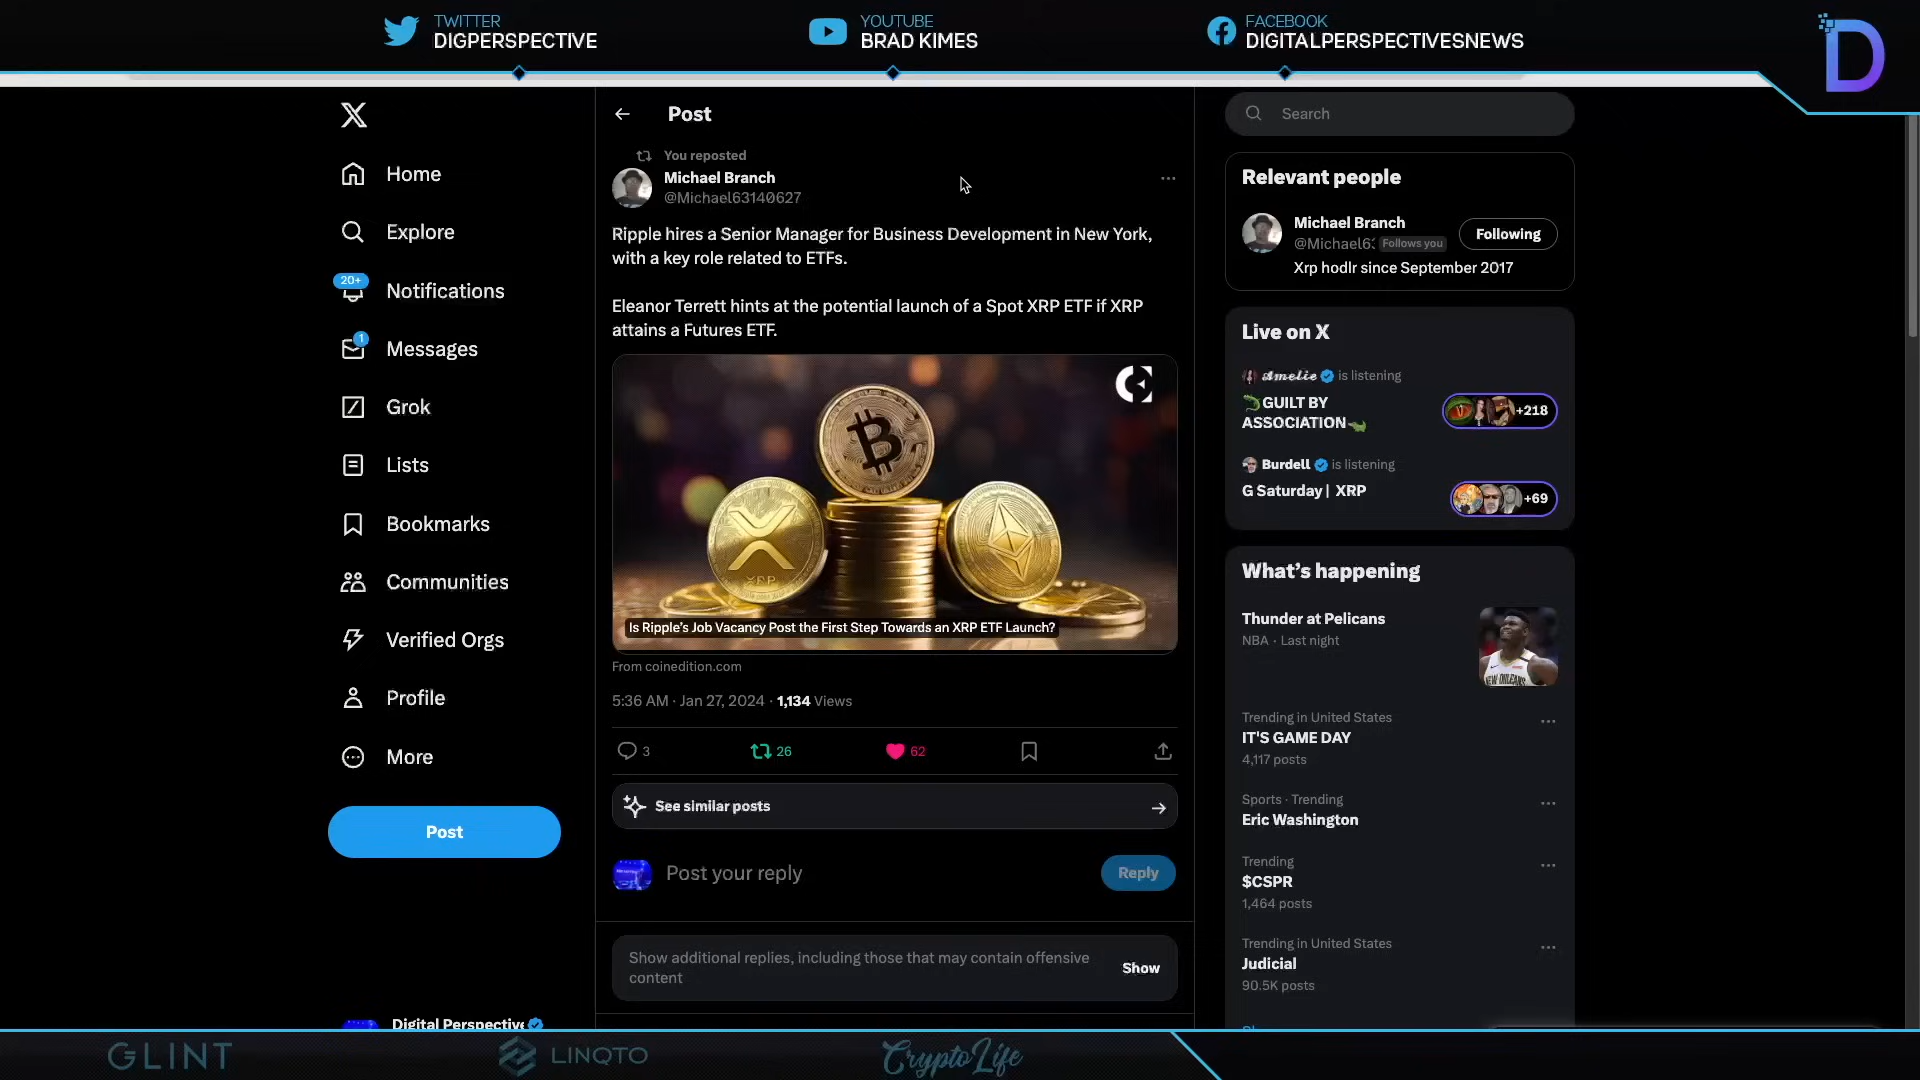 TWITTER
DIGPERSPECTIVE
YOUTUBE
BRAD KIMES
FACEBOOK
DIGITALPERSPECTIVESNEWS
Home
Explore
20+
Notifications
1
Messages
Grok
Lists
Bookmarks
Communities
Verified Orgs
Profile
More
Post
Digital Perspective
Post
You reposted
Michael Branch
@Michael63140627
Ripple hires a Senior Manager for Business Development in New York,
with a key role related to ETFs.
Eleanor Terrett hints at the potential launch of a Spot XRP ETF if XRP
attains a Futures ETF.
XRP
Is Ripple's Job Vacancy Post the First Step Towards an XRP ETF Launch?
From coinedition.com
5:36 AM · Jan 27, 2024 · 1,134 Views
3
26
62
See similar posts
Post your reply
Reply
Show additional replies, including those that may contain offensive
content
Show
Search
Relevant people
Michael Branch
@Michael6 Follows you
Following
Xrp hodlr since September 2017
Live on X
Amelie is listening
GUILT BY
ASSOCIATION
+218
Burdell is listening
G Saturday | XRP
+69
What's happening
Thunder at Pelicans
NBA · Last night
Trending in United States
IT'S GAME DAY
4,117 posts
Sports · Trending
Eric Washington
Trending
$CSPR
1,464 posts
Trending in United States
Judicial
90.5K posts
GLINT
LINQTO
CryptoLife